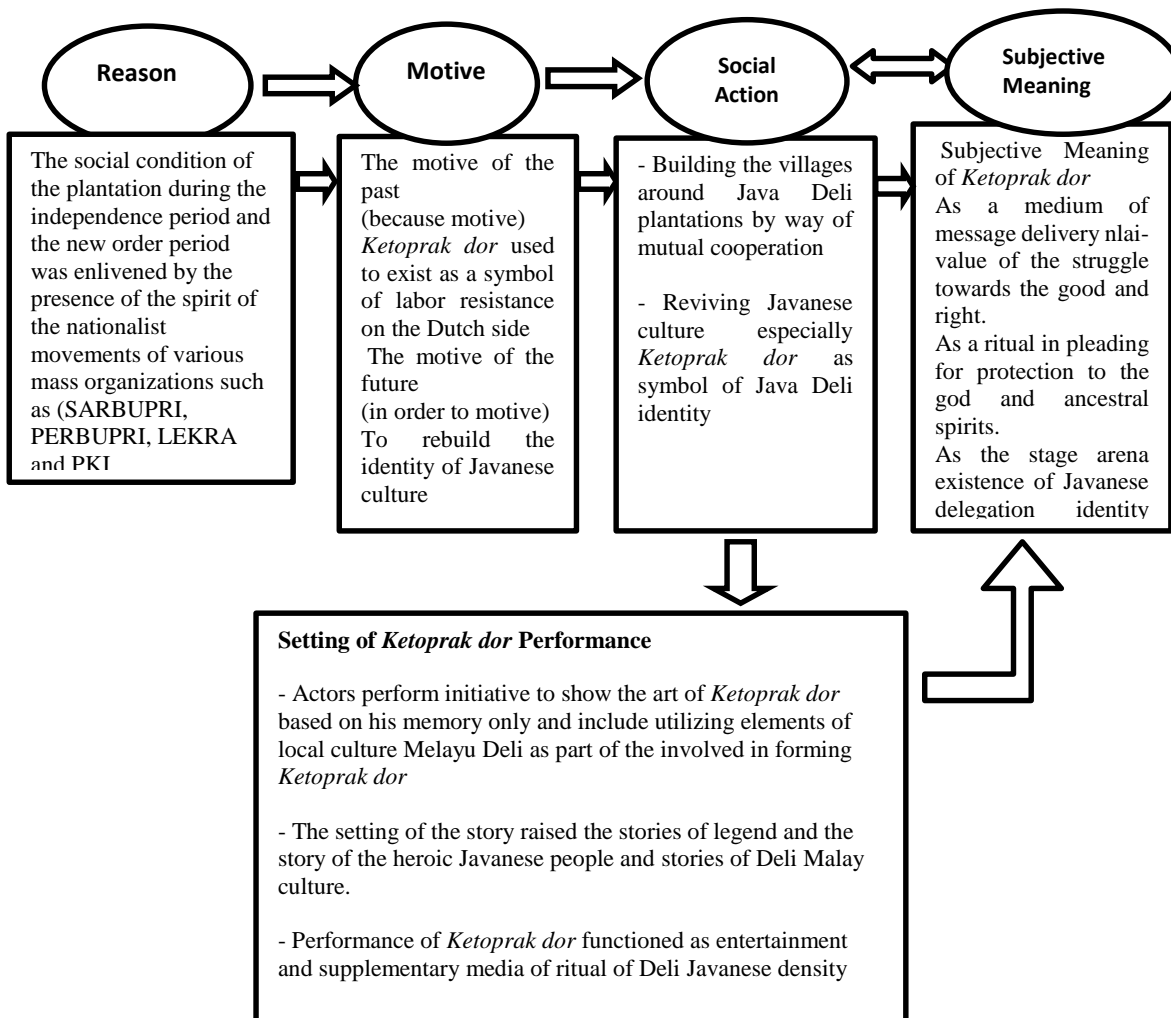 Reason
Motive
Social
Action
Subjective
Meaning
The social condition of
the plantation during the
independence period and
the new order period
was enlivened by the
presence of the spirit of
the nationalist
movements of various
mass organizations such
as (SARBUPRI,
PERBUPRI, LEKRA
and PKI
The motive of the
past
(because motive)
Ketoprak dor used
to exist as a symbol
of labor resistance
on the Dutch side
The motive of the
future
(in order to motive)
To rebuild the
identity of Javanese
culture
- Building the villages
around Java Deli
plantations by way of
mutual cooperation
- Reviving Javanese
culture especially
Ketoprak dor as
symbol of Java Deli
identity
Subjective Meaning
of Ketoprak dor
As a medium of
message delivery nlai-
value of the struggle
towards the good and
right.
As a ritual in pleading
for protection to the
god and ancestral
spirits.
As the stage arena
existence of Javanese
delegation identity
Setting of Ketoprak dor Performance
- Actors perform initiative to show the art of Ketoprak dor
based on his memory only and include utilizing elements of
local culture Melayu Deli as part of the involved in forming
Ketoprak dor
- The setting of the story raised the stories of legend and the
story of the heroic Javanese people and stories of Deli Malay
culture.
- Performance of Ketoprak dor functioned as entertainment
and supplementary media of ritual of Deli Javanese density